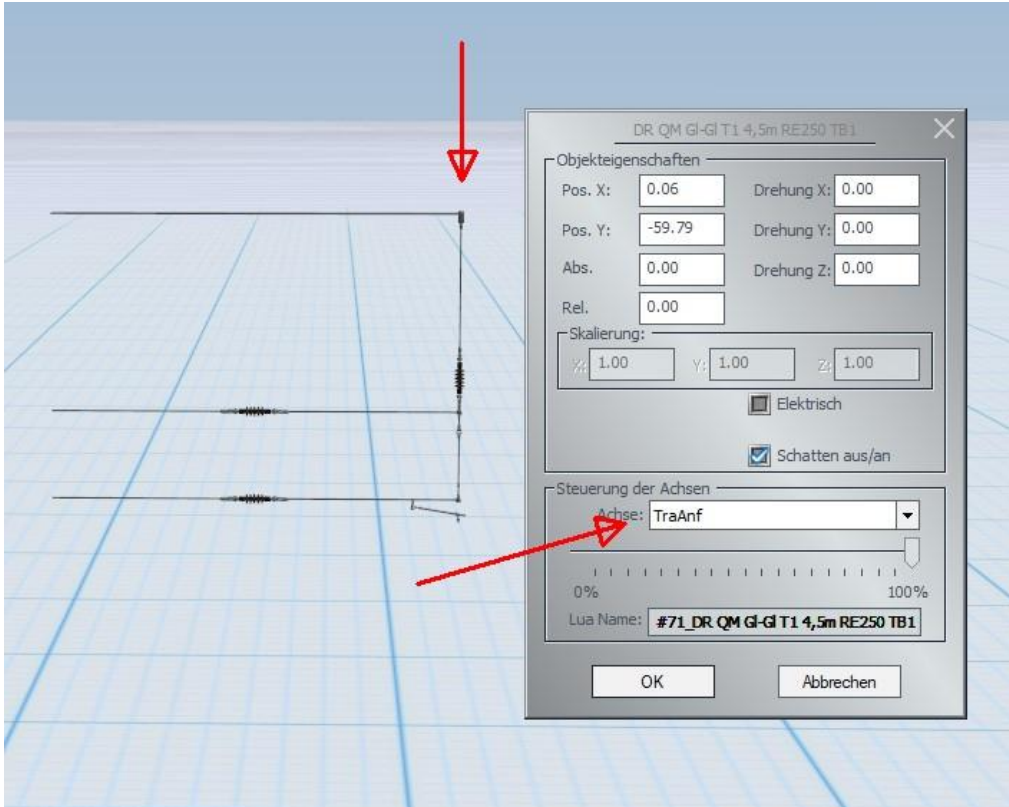 DR QM Gl-Gl T1 4,5m RE250 TB1
Objekteigenschaften
Pos. X: 0.06 Drehung X: 0.00
Pos. Y: -59.79 Drehung Y: 0.00
Abs. 0.00 Drehung Z: 0.00
Rel. 0.00
Skalierung:
X: 1.00 Y: 1.00 Z: 1.00
Elektrisch
Schatten aus/an
Steuerung der Achsen
Achse: TraAnf
0% 100%
Lua Name: #71_DR QM Gl-Gl T1 4,5m RE250 TB1
OK Abbrechen